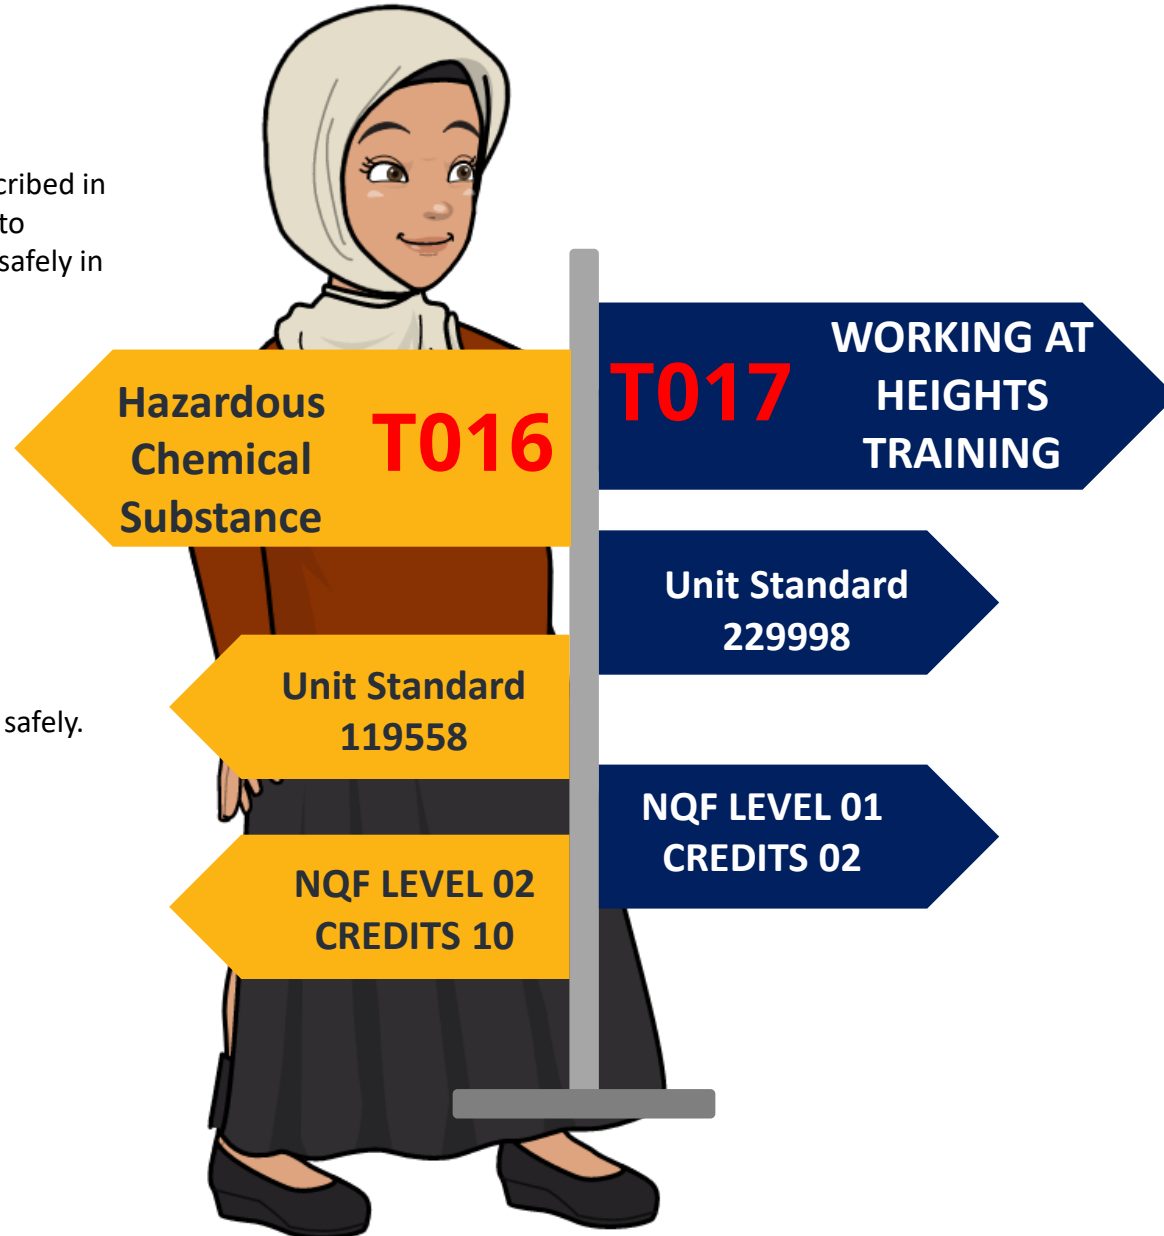 cribed in
to
safely in
safely.
Hazardous
Chemical
Substance
T016
Unit Standard
119558
NQF LEVEL 02
CREDITS 10
T017
WORKING AT
HEIGHTS
TRAINING
Unit Standard
229998
NQF LEVEL 01
CREDITS 02